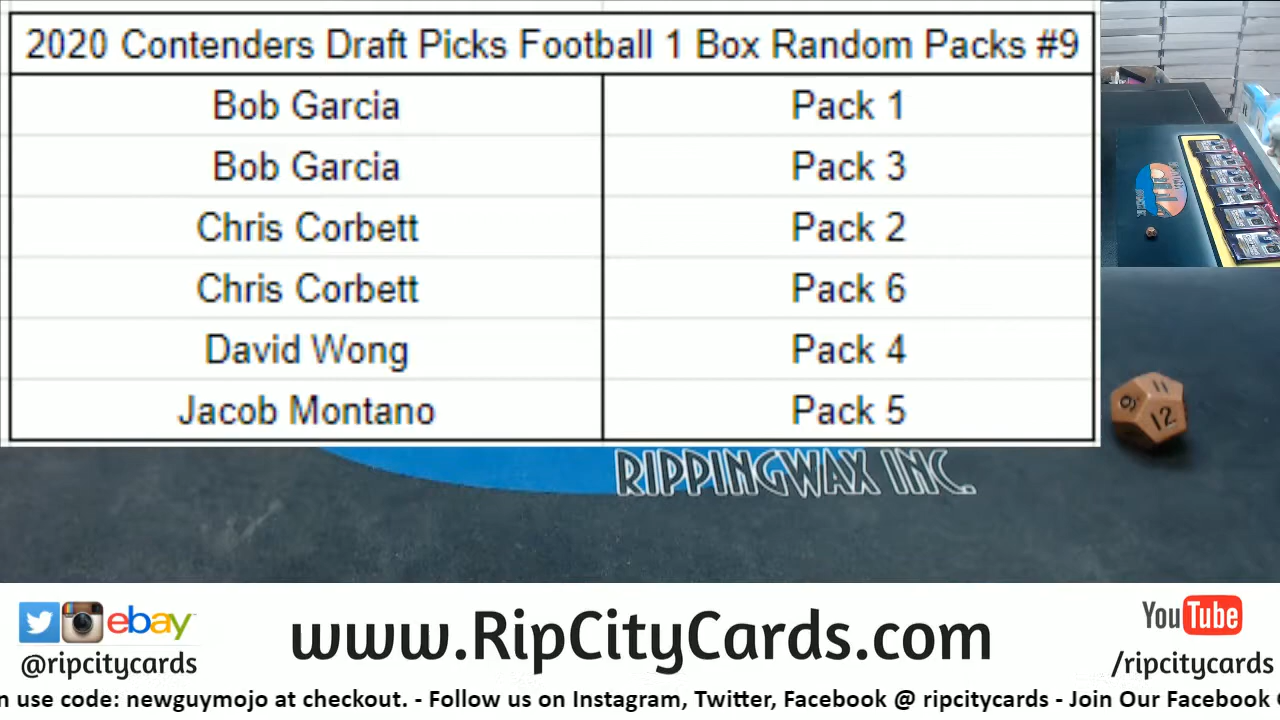 2020 Contenders Draft Picks Football 1 Box Random Packs #9
Bob Garcia Pack 1
Bob Garcia Pack 3
Chris Corbett Pack 2
Chris Corbett Pack 6
David Wong Pack 4
Jacob Montano Pack 5
9 11 12
RIPPINGWAX INC.
ebay
@ripcitycards
www.RipCityCards.com
YouTube
/ripcitycards
use code: newguymojo at checkout. - Follow us on Instagram, Twitter, Facebook @ ripcitycards - Join Our Facebook